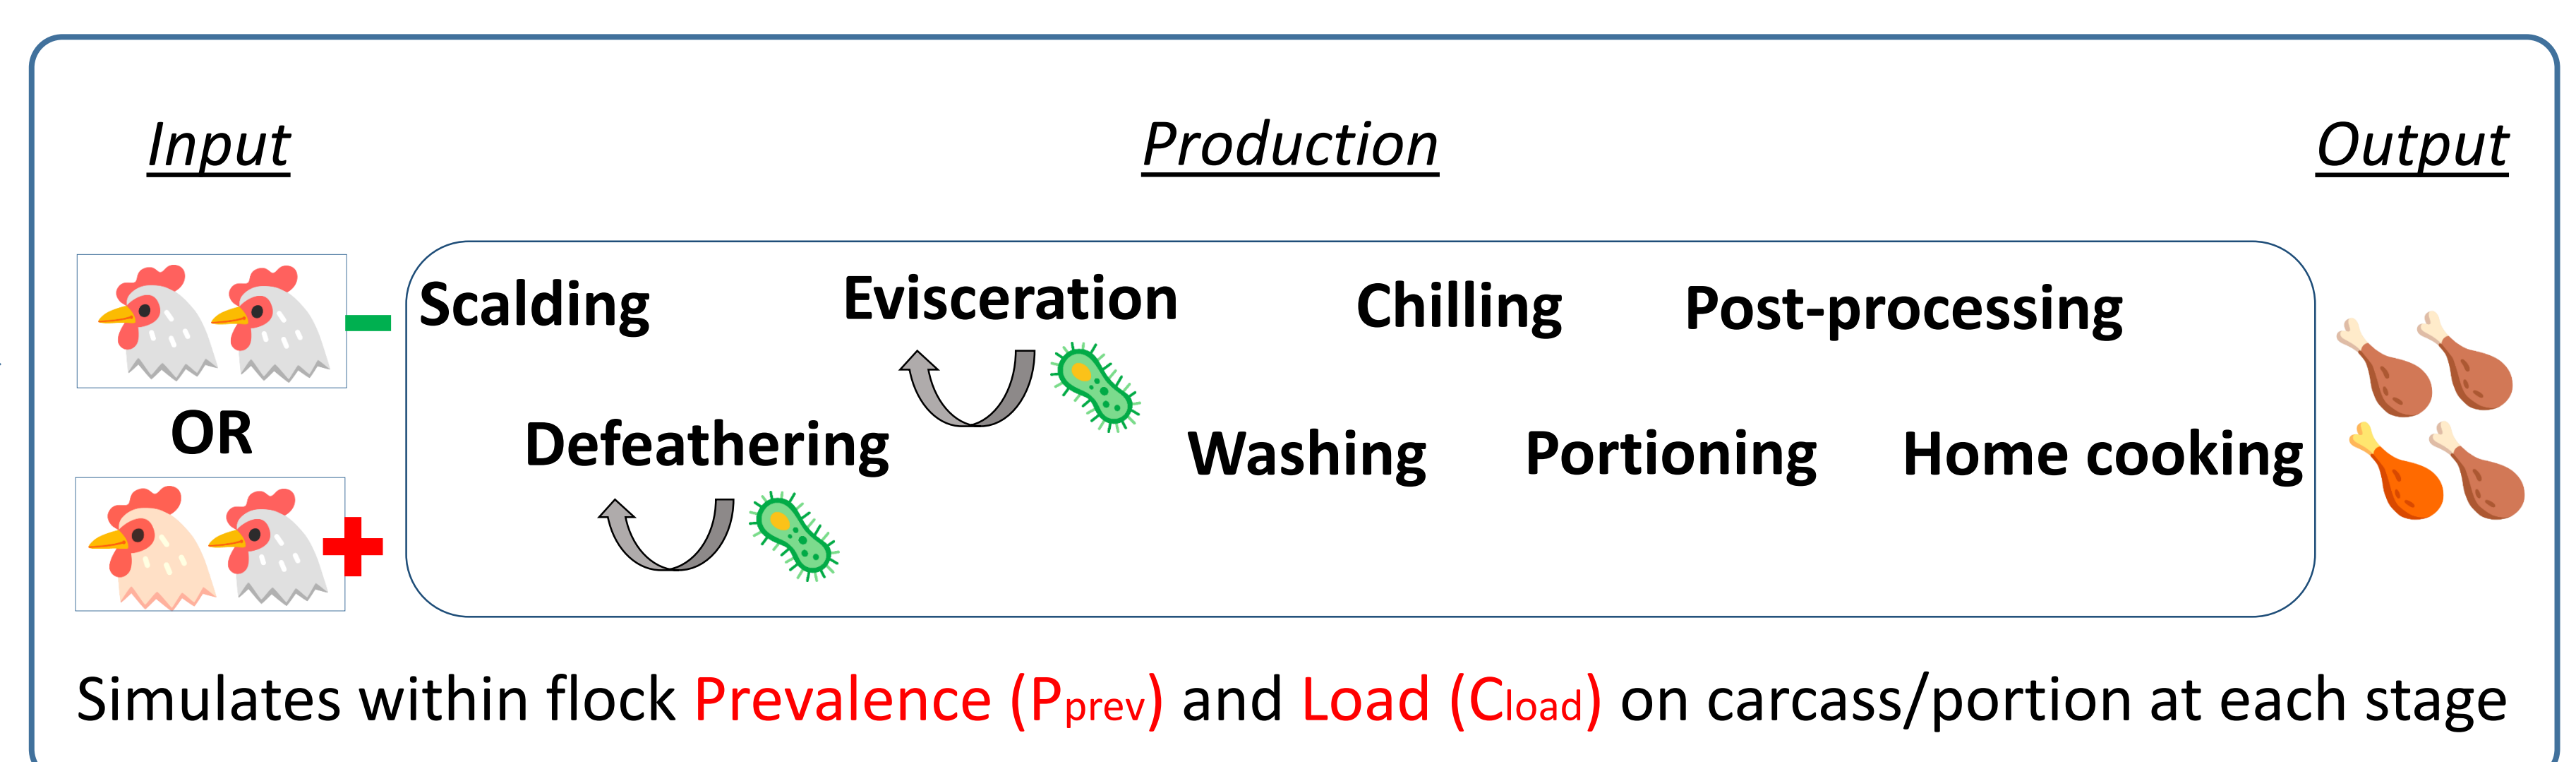 Input
Production
Output
Scalding
Evisceration
Chilling
Post-processing
OR
Defeathering
Washing
Portioning
Home cooking
Simulates within flock Prevalence (Pprev) and Load (Cload) on carcass/portion at each stage